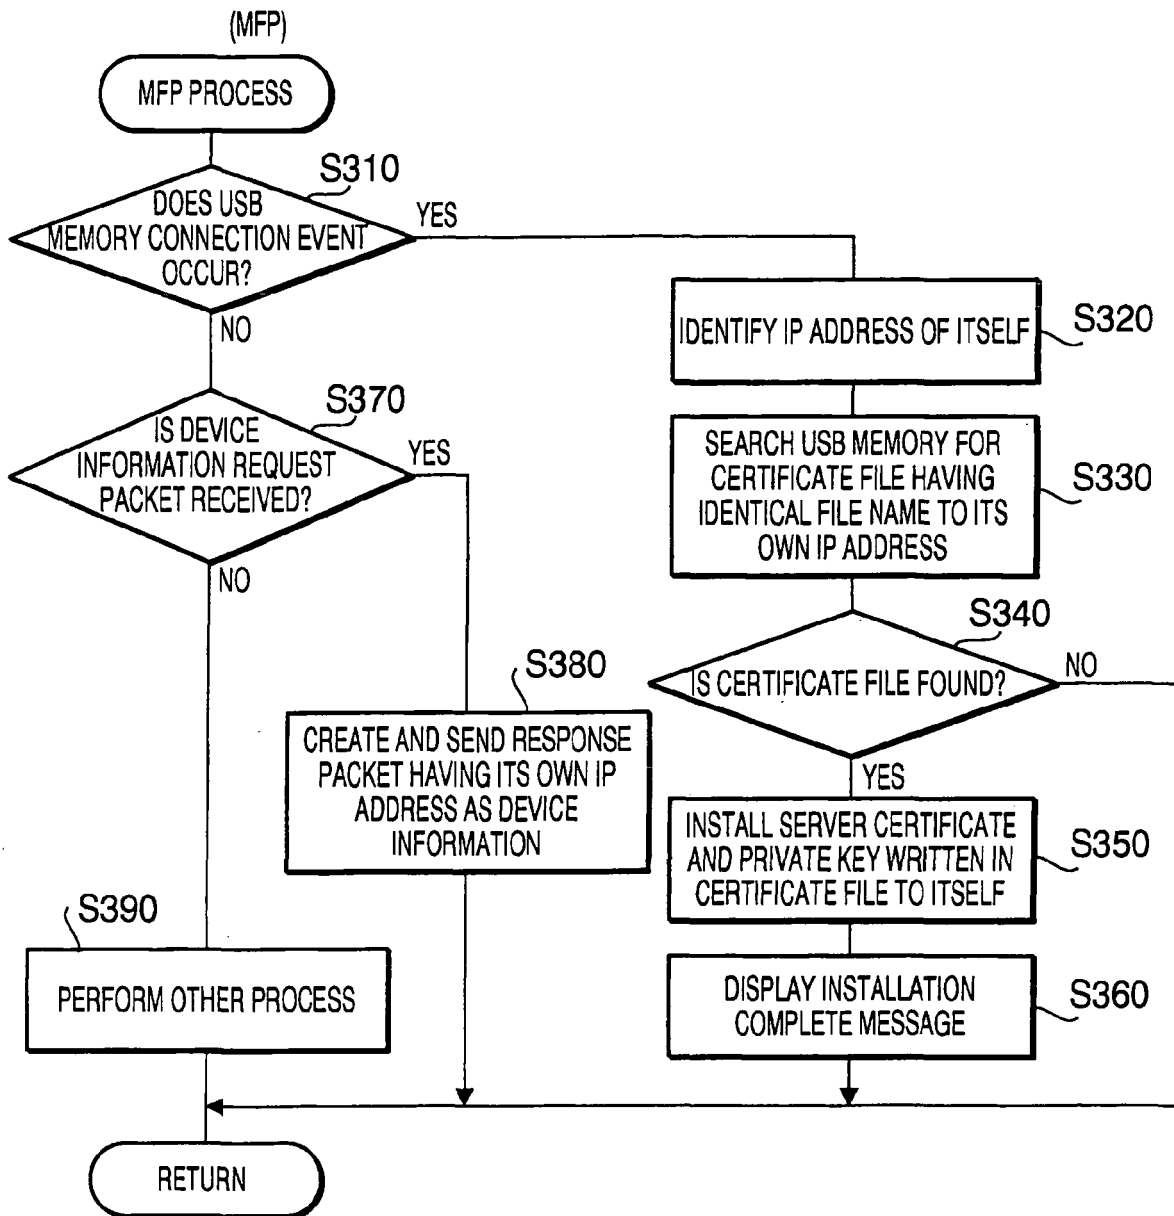 (MFP)
MFP PROCESS
S310
DOES USB
MEMORY CONNECTION EVENT
OCCUR?
YES
NO
IDENTIFY IP ADDRESS OF ITSELF
S320
SEARCH USB MEMORY FOR
CERTIFICATE FILE HAVING
IDENTICAL FILE NAME TO ITS
OWN IP ADDRESS
S330
S340
IS CERTIFICATE FILE FOUND?
NO
YES
INSTALL SERVER CERTIFICATE
AND PRIVATE KEY WRITTEN IN
CERTIFICATE FILE TO ITSELF
S350
DISPLAY INSTALLATION
COMPLETE MESSAGE
S360
S370
IS DEVICE
INFORMATION REQUEST
PACKET RECEIVED?
YES
NO
S380
CREATE AND SEND RESPONSE
PACKET HAVING ITS OWN IP
ADDRESS AS DEVICE
INFORMATION
S390
PERFORM OTHER PROCESS
RETURN